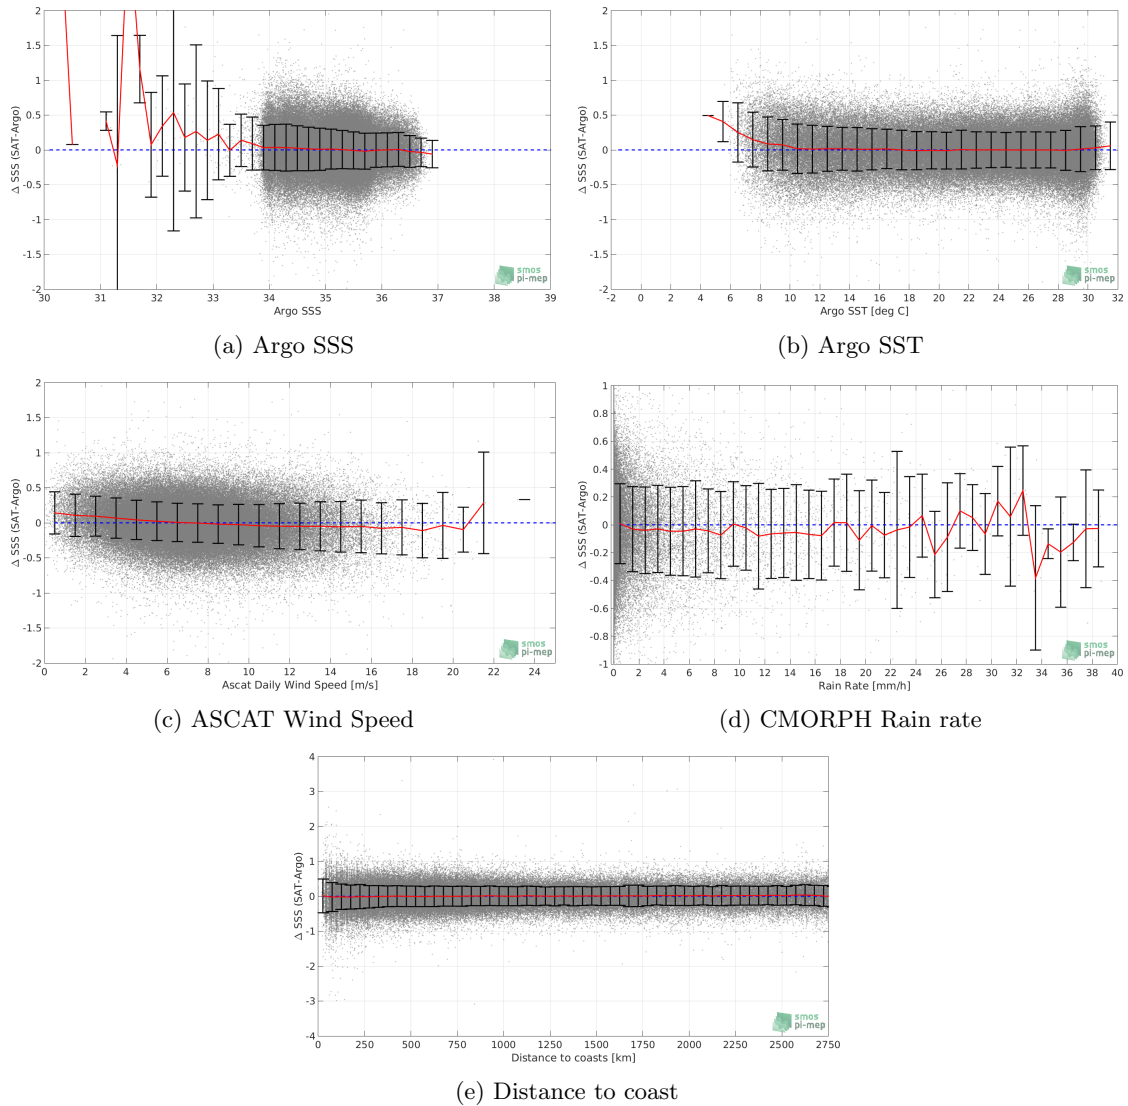 2
1.5
1
0.5
0
-0.5
-1
-1.5
-2
Δ SSS (SAT-Argo)
30 31 32 33 34 35 36 37 38 39
Argo SSS
smos
pi-mep
(a) Argo SSS
2
1.5
1
0.5
0
-0.5
-1
-1.5
-2
Δ SSS (SAT-Argo)
-2 0 2 4 6 8 10 12 14 16 18 20 22 24 26 28 30 32
Argo SST [deg C]
smos
pi-mep
(b) Argo SST
2
1.5
1
0.5
0
-0.5
-1
-1.5
-2
Δ SSS (SAT-Argo)
0 2 4 6 8 10 12 14 16 18 20 22 24
Ascat Daily Wind Speed [m/s]
smos
pi-mep
(c) ASCAT Wind Speed
1
0.8
0.6
0.4
0.2
0
-0.2
-0.4
-0.6
-0.8
-1
Δ SSS (SAT-Argo)
0 2 4 6 8 10 12 14 16 18 20 22 24 26 28 30 32 34 36 38 40
Rain Rate [mm/h]
smos
pi-mep
(d) CMORPH Rain rate
4
3
2
1
0
-1
-2
-3
-4
Δ SSS (SAT-Argo)
0 250 500 750 1000 1250 1500 1750 2000 2250 2500 2750
Distance to coasts [km]
smos
pi-mep
(e) Distance to coast